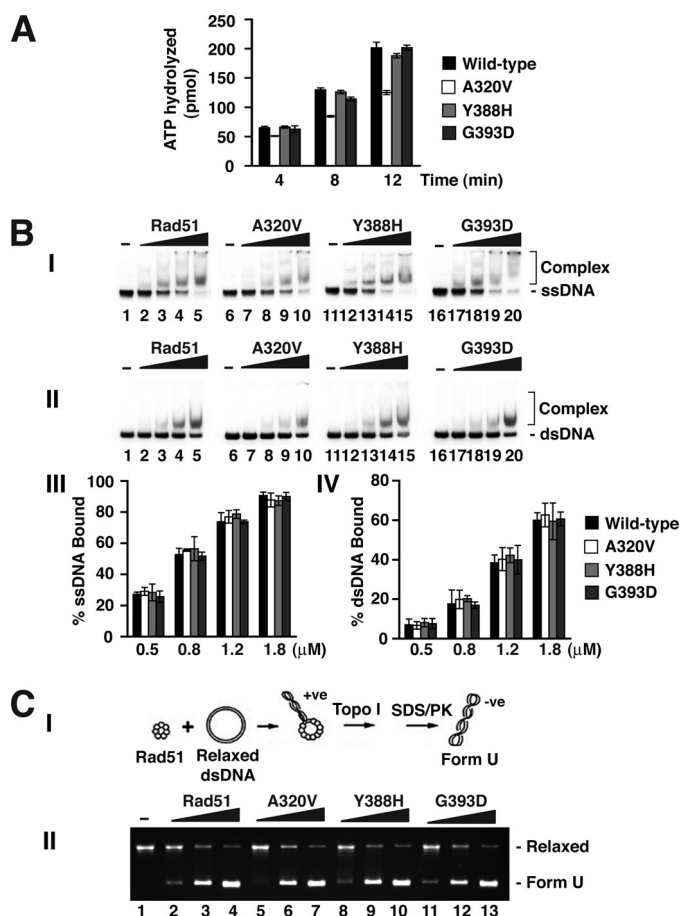 A
ATP hydrolyzed
(pmol)
250
200
150
100
50
0
4 8 12 Time (min)
Wild-type
A320V
Y388H
G393D
B
I
– Rad51 – A320V – Y388H – G393D
Complex
- ssDNA
1 2 3 4 5 6 7 8 9 10 11 12 13 14 15 16 17 18 19 20
II
– Rad51 – A320V – Y388H – G393D
Complex
- dsDNA
1 2 3 4 5 6 7 8 9 10 11 12 13 14 15 16 17 18 19 20
III
% ssDNA Bound
100
80
60
40
20
0
0.5 0.8 1.2 1.8 (μM)
IV
% dsDNA Bound
80
60
40
20
0
0.5 0.8 1.2 1.8 (μM)
Wild-type
A320V
Y388H
G393D
C
I
+ve Topo I SDS/PK -ve
+
Rad51 Relaxed
dsDNA
Form U
II
– Rad51 A320V Y388H G393D
- Relaxed
- Form U
1 2 3 4 5 6 7 8 9 10 11 12 13